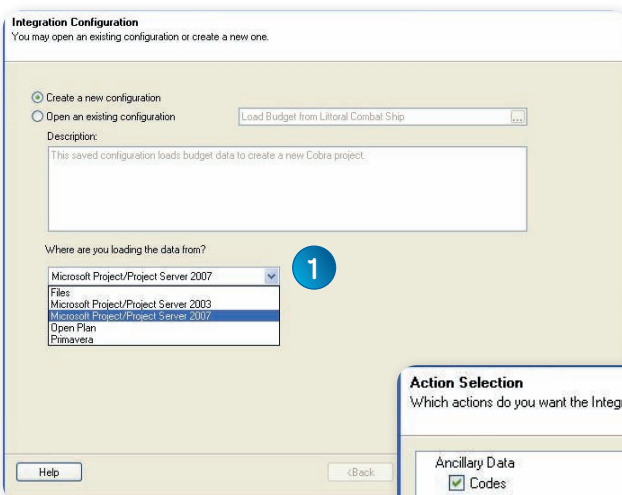 Integration Configuration
You may open an existing configuration or create a new one.
Create a new configuration
Open an existing configuration
Load Budget from Littoral Combat Ship
...
Description:
This saved configuration loads budget data to create a new Cobra project.
Where are you loading the data from?
Microsoft Project/Project Server 2007
1
Files
Microsoft Project/Project Server 2003
Microsoft Project/Project Server 2007
Open Plan
Primavera
Help
<Back
Action Selection
Which actions do you want the Integr
Ancillary Data
Codes